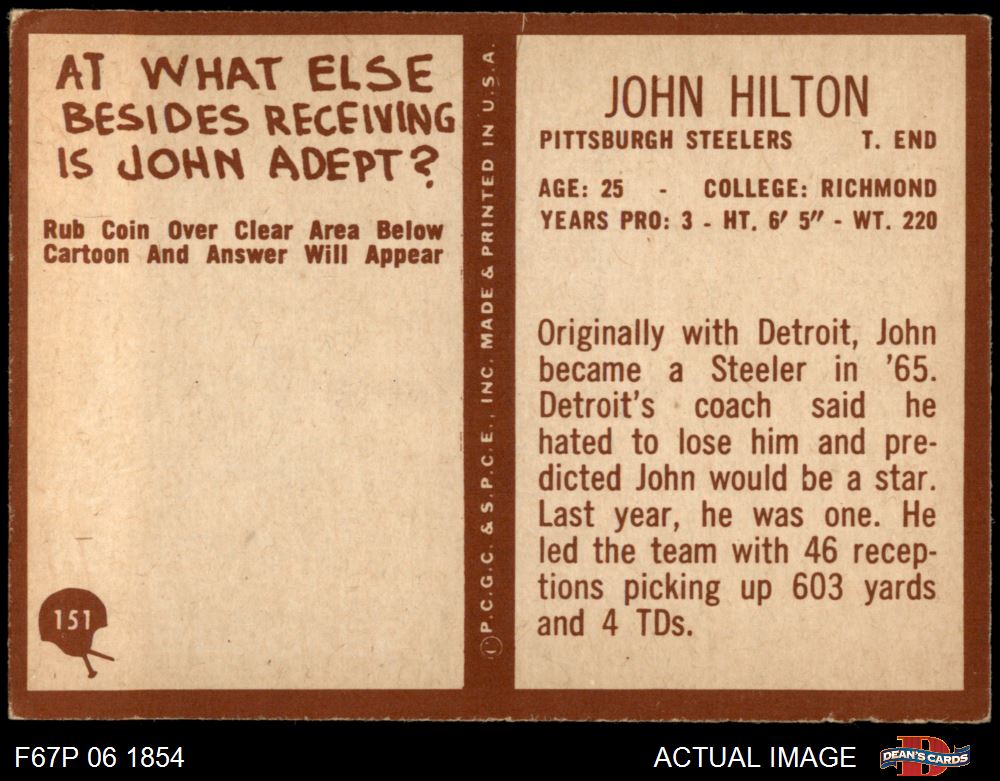 AT WHAT ELSE
BESIDES RECEIVING
IS JOHN ADEPT?
Rub Coin Over Clear Area Below
Cartoon And Answer Will Appear
151
©P.C.G.C. & S.P.C.E., INC. MADE & PRINTED IN U.S.A.
JOHN HILTON
PITTSBURGH STEELERS T. END
AGE: 25 - COLLEGE: RICHMOND
YEARS PRO: 3 - HT. 6' 5" - WT. 220
Originally with Detroit, John
became a Steeler in '65.
Detroit's coach said he
hated to lose him and pre-
dicted John would be a star.
Last year, he was one. He
led the team with 46 recep-
tions picking up 603 yards
and 4 TDs.
F67P 06 1854
ACTUAL IMAGE
DEAN'S CARDS